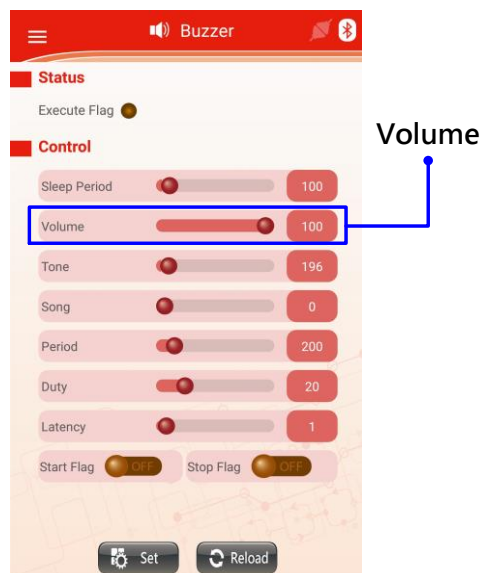 Buzzer
Status
Execute Flag
Volume
Control
Sleep Period 100
Volume 100
Tone 196
Song 0
Period 200
Duty 20
Latency 1
Start Flag OFF Stop Flag OFF
Set Reload